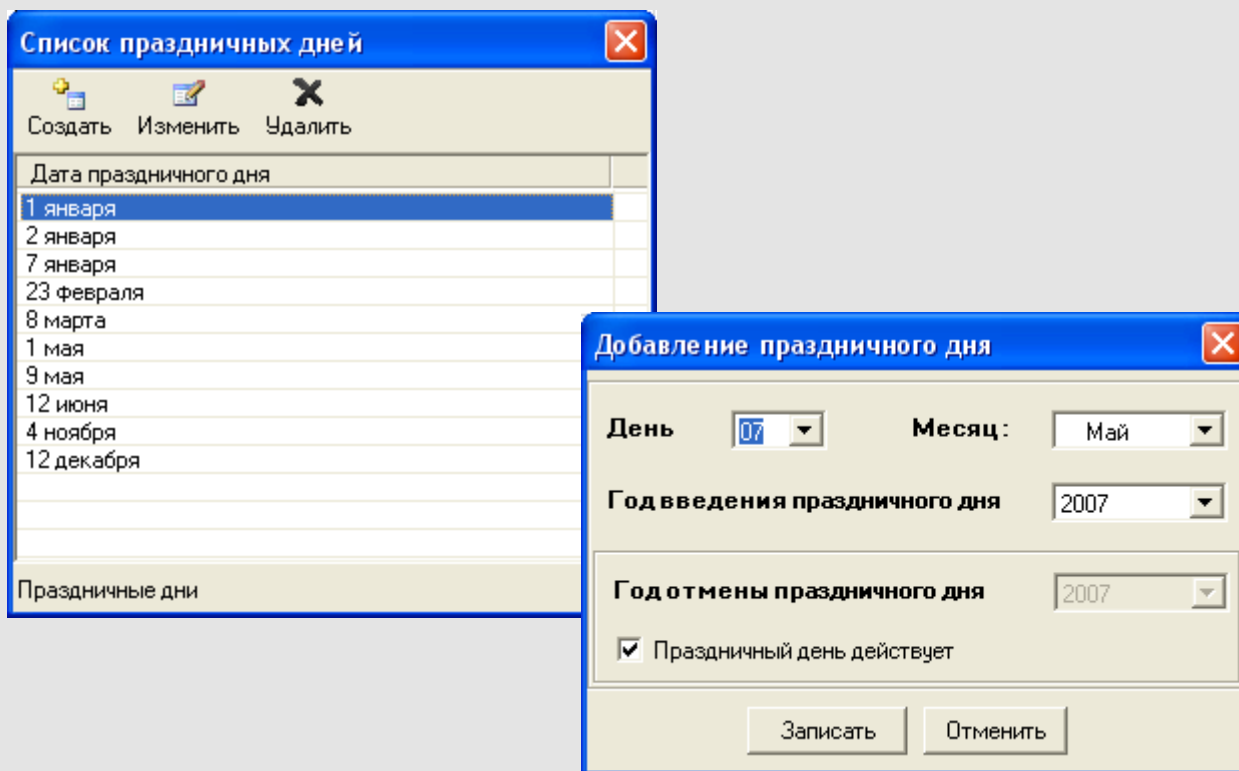 Список праздничных дней
Создать Изменить Удалить
Дата праздничного дня
1 января
2 января
7 января
23 февраля
8 марта
1 мая
9 мая
12 июня
4 ноября
12 декабря
Праздничные дни
Добавление праздничного дня
День 07 Месяц: Май
Год введения праздничного дня 2007
Год отмены праздничного дня 2007
Праздничный день действует
Записать Отменить